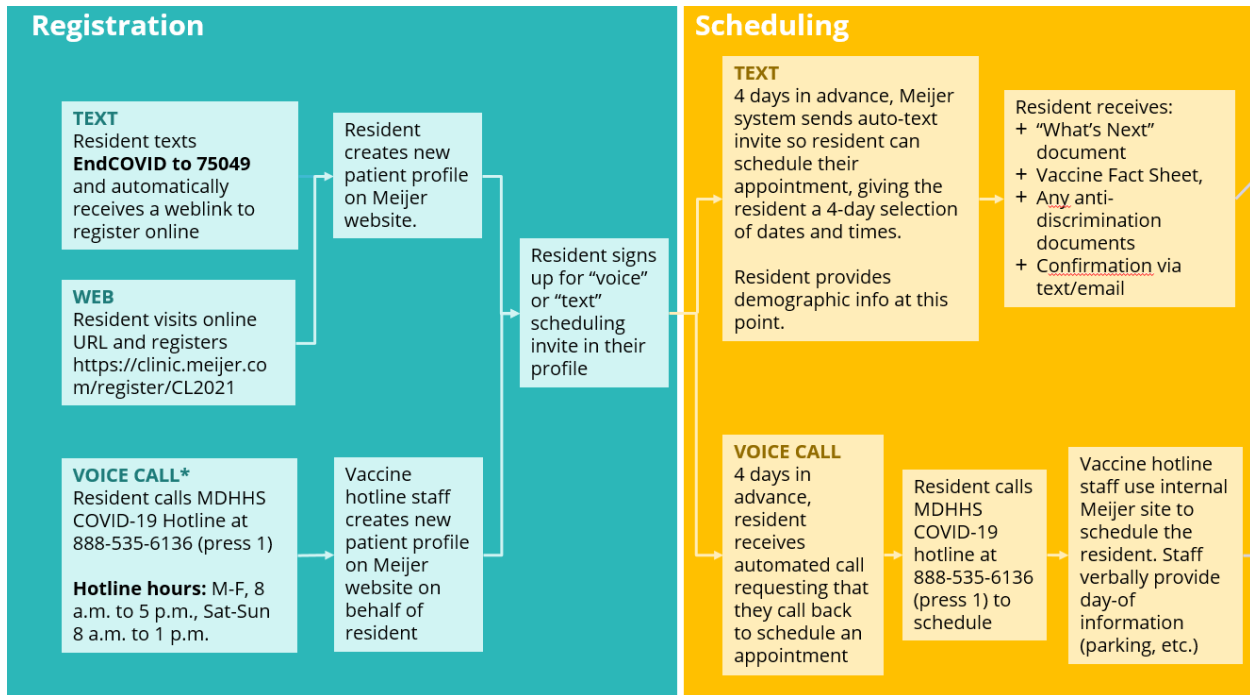 Registration
TEXT
Resident texts
EndCOVID to 75049
and automatically
receives a weblink to
register online
WEB
Resident visits online
URL and registers
https://clinic.meijer.co
m/register/CL2021
VOICE CALL*
Resident calls MDHHS
COVID-19 Hotline at
888-535-6136 (press 1)
Hotline hours: M-F, 8
a.m. to 5 p.m., Sat-Sun
8 a.m. to 1 p.m.
Resident
creates new
patient profile
on Meijer
website.
Vaccine
hotline staff
creates new
patient profile
on Meijer
website on
behalf of
resident
Resident signs
up for “voice”
or “text”
scheduling
invite in their
profile
Scheduling
TEXT
4 days in advance, Meijer
system sends auto-text
invite so resident can
schedule their
appointment, giving the
resident a 4-day selection
of dates and times.
Resident provides
demographic info at this
point.
Resident receives:
+ “What’s Next”
document
+ Vaccine Fact Sheet,
+ Any anti-
discrimination
documents
+ Confirmation via
text/email
VOICE CALL
4 days in
advance,
resident
receives
automated call
requesting that
they call back
to schedule an
appointment
Resident calls
MDHHS
COVID-19
hotline at
888-535-6136
(press 1) to
schedule
Vaccine hotline
staff use internal
Meijer site to
schedule the
resident. Staff
verbally provide
day-of
information
(parking, etc.)